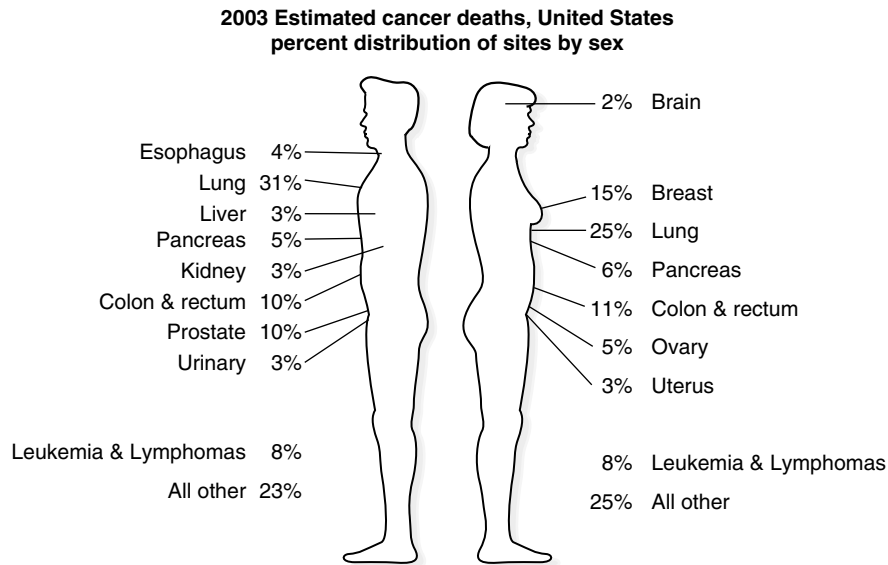 2003 Estimated cancer deaths, United States
percent distribution of sites by sex
Esophagus 4%
Lung 31%
Liver 3%
Pancreas 5%
Kidney 3%
Colon & rectum 10%
Prostate 10%
Urinary 3%
Leukemia & Lymphomas 8%
All other 23%
2% Brain
15% Breast
25% Lung
6% Pancreas
11% Colon & rectum
5% Ovary
3% Uterus
8% Leukemia & Lymphomas
25% All other